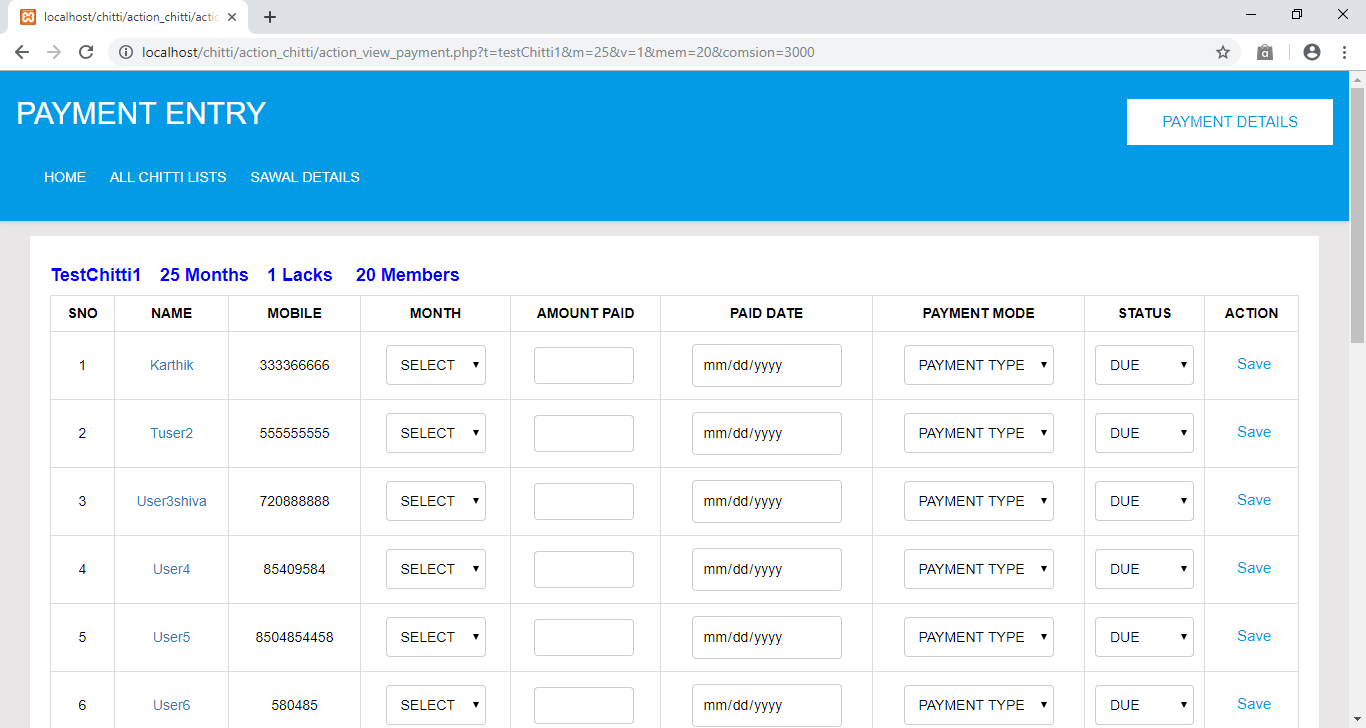 localhost/chitti/action_chitti/actic
localhost/chitti/action_chitti/action_view_payment.php?t=testChitti1&m=25&v=1&mem=20&comsion=3000
PAYMENT ENTRY
PAYMENT DETAILS
HOME ALL CHITTI LISTS SAWAL DETAILS
TestChitti1 25 Months 1 Lacks 20 Members
SNO NAME MOBILE MONTH AMOUNT PAID PAID DATE PAYMENT MODE STATUS ACTION
1 Karthik 333366666 SELECT mm/dd/yyyy PAYMENT TYPE DUE Save
2 Tuser2 555555555 SELECT mm/dd/yyyy PAYMENT TYPE DUE Save
3 User3shiva 720888888 SELECT mm/dd/yyyy PAYMENT TYPE DUE Save
4 User4 85409584 SELECT mm/dd/yyyy PAYMENT TYPE DUE Save
5 User5 8504854458 SELECT mm/dd/yyyy PAYMENT TYPE DUE Save
6 User6 580485 SELECT mm/dd/yyyy PAYMENT TYPE DUE Save